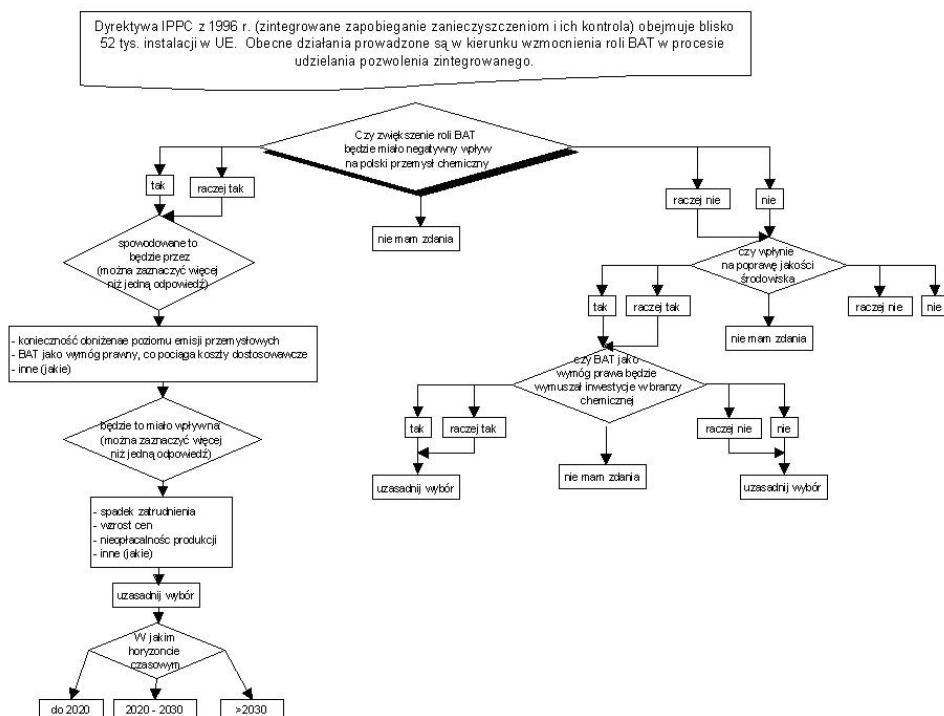 Dyrektywa IPPC z 1996 r. (zintegrowane zapobieganie zanieczyszczeniom i ich kontrola) obejmuje blisko
52 tys. instalacji w UE. Obecne działania prowadzone są w kierunku wzmocnienia roli BAT w procesie
udzielania pozwolenia zintegrowanego.
Czy zwiększenie roli BAT
będzie miało negatywny wpływ
na polski przemysł chemiczny
tak
raczej tak
nie mam zdania
raczej nie
nie
spowodowane to
będzie przez
(można zaznaczyć więcej
niż jedną odpowiedź)
- konieczność obniżenae poziomu emisji przemysłowych
- BAT jako wymóg prawny, co pociąga koszty dostosowawcze
- inne (jakie)
będzie to miało wpływna:
(można zaznaczyć więcej
niż jedną odpowiedź)
- spadek zatrudnienia
- wzrost cen
- nieopłacalnośc produkcji
- inne (jakie)
uzasadnij wybór
W jakim
horyzoncie
czasowym
do 2020
2020 - 2030
>2030
czy wpłynie
na poprawę jakości
środowiska
tak
raczej tak
nie mam zdania
raczej nie
nie
czy BAT jako
wymóg prawa będzie
wymuszał inwestycje w branzy
chemicznej
tak
raczej tak
nie mam zdania
raczej nie
nie
uzasadnij wybór
uzasadnij wybór